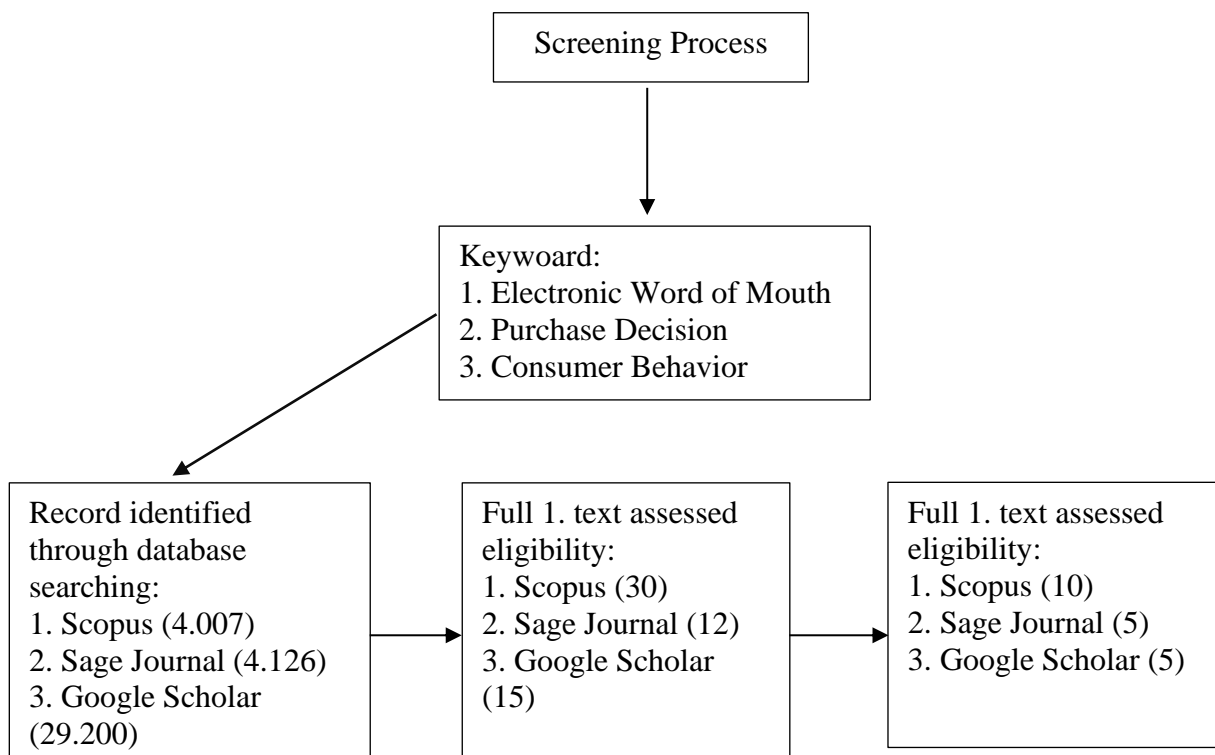 Screening Process
Keywoard:
1. Electronic Word of Mouth
2. Purchase Decision
3. Consumer Behavior
Record identified
through database
searching:
1. Scopus (4.007)
2. Sage Journal (4.126)
3. Google Scholar
(29.200)
Full 1. text assessed
eligibility:
1. Scopus (30)
2. Sage Journal (12)
3. Google Scholar
(15)
Full 1. text assessed
eligibility:
1. Scopus (10)
2. Sage Journal (5)
3. Google Scholar (5)